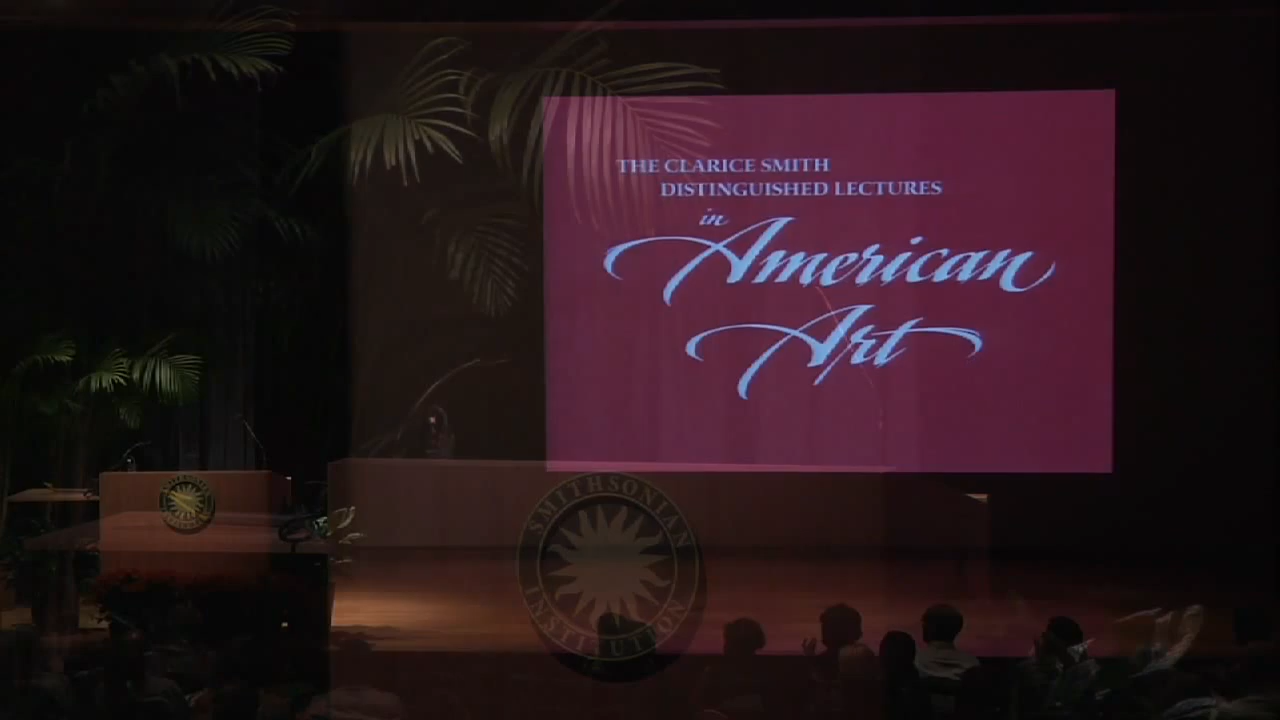 THE CLARICE SMITH
DISTINGUISHED LECTURES
in
American
Art
SMITHSONIAN
INSTITUTION